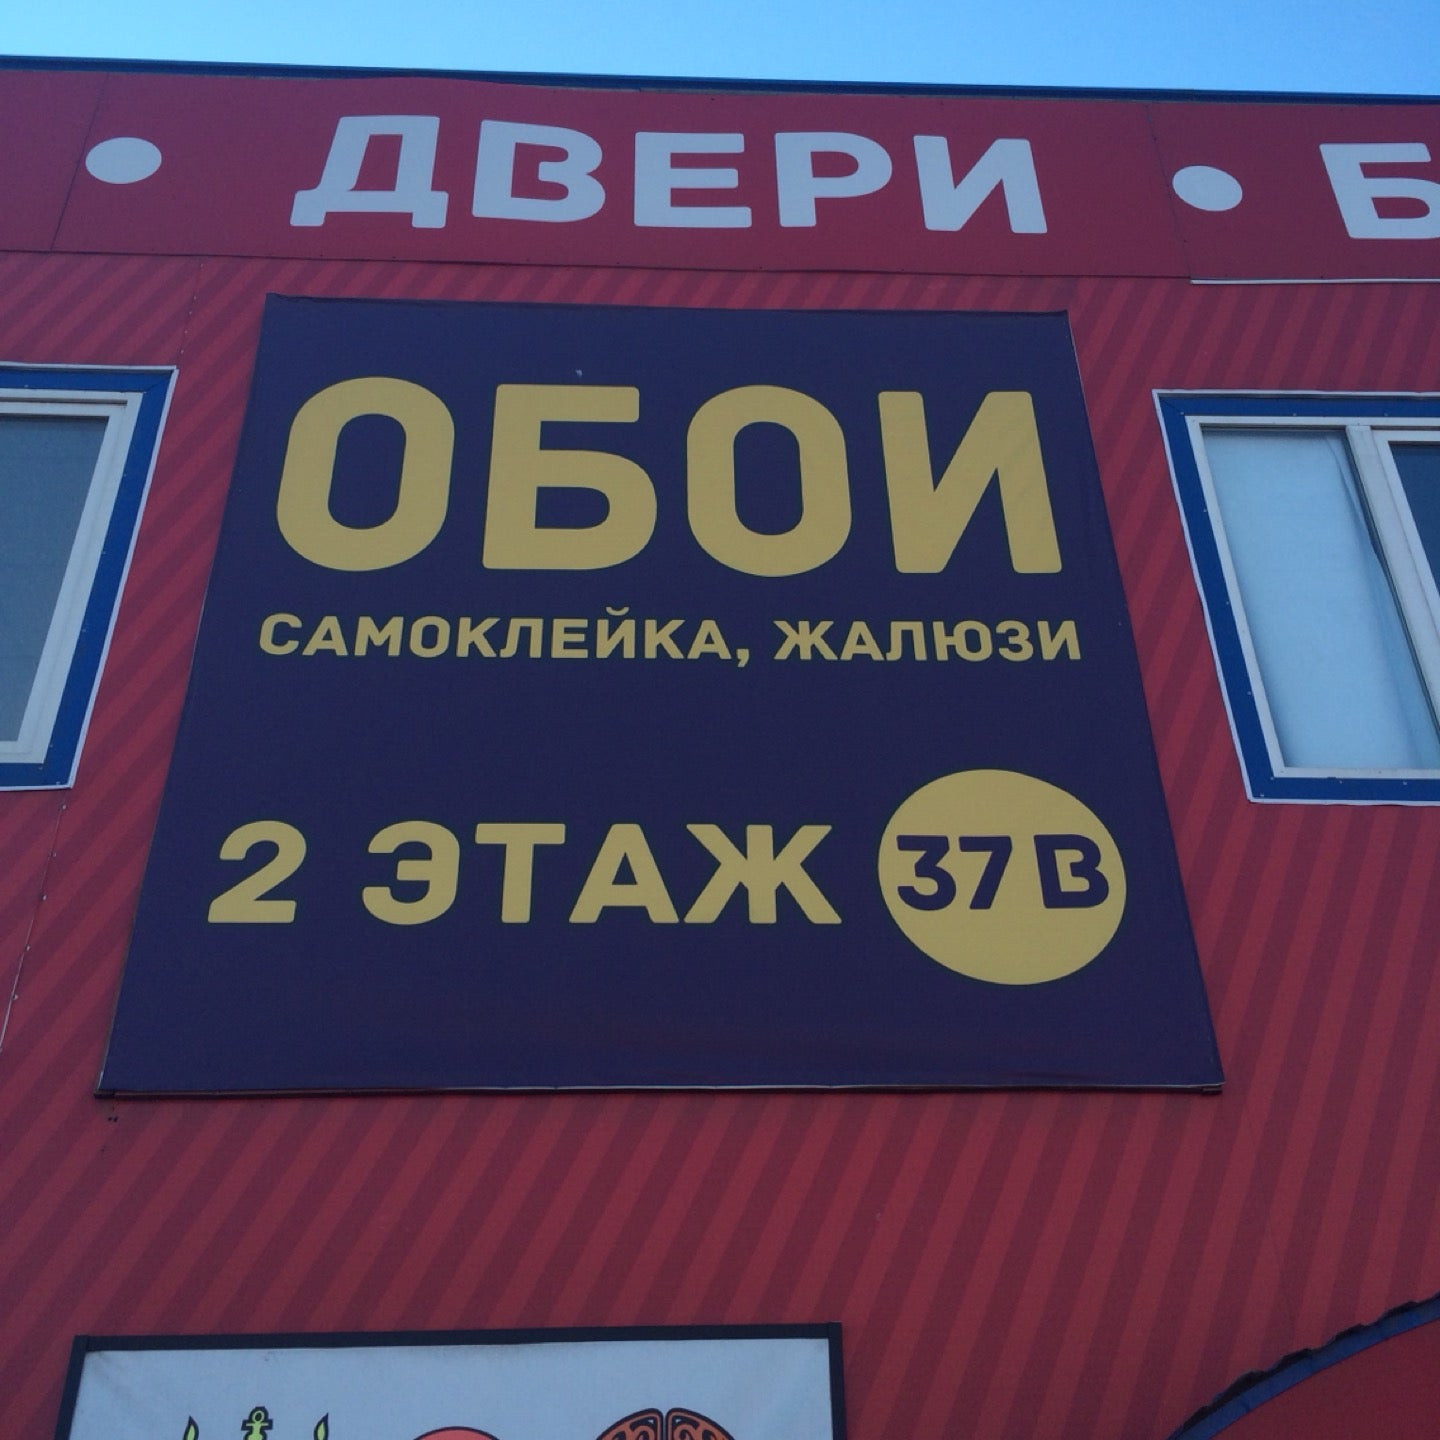 • ДВЕРИ •
ОБОИ
САМОКЛЕЙКА, ЖАЛЮЗИ
2 ЭТАЖ 37В